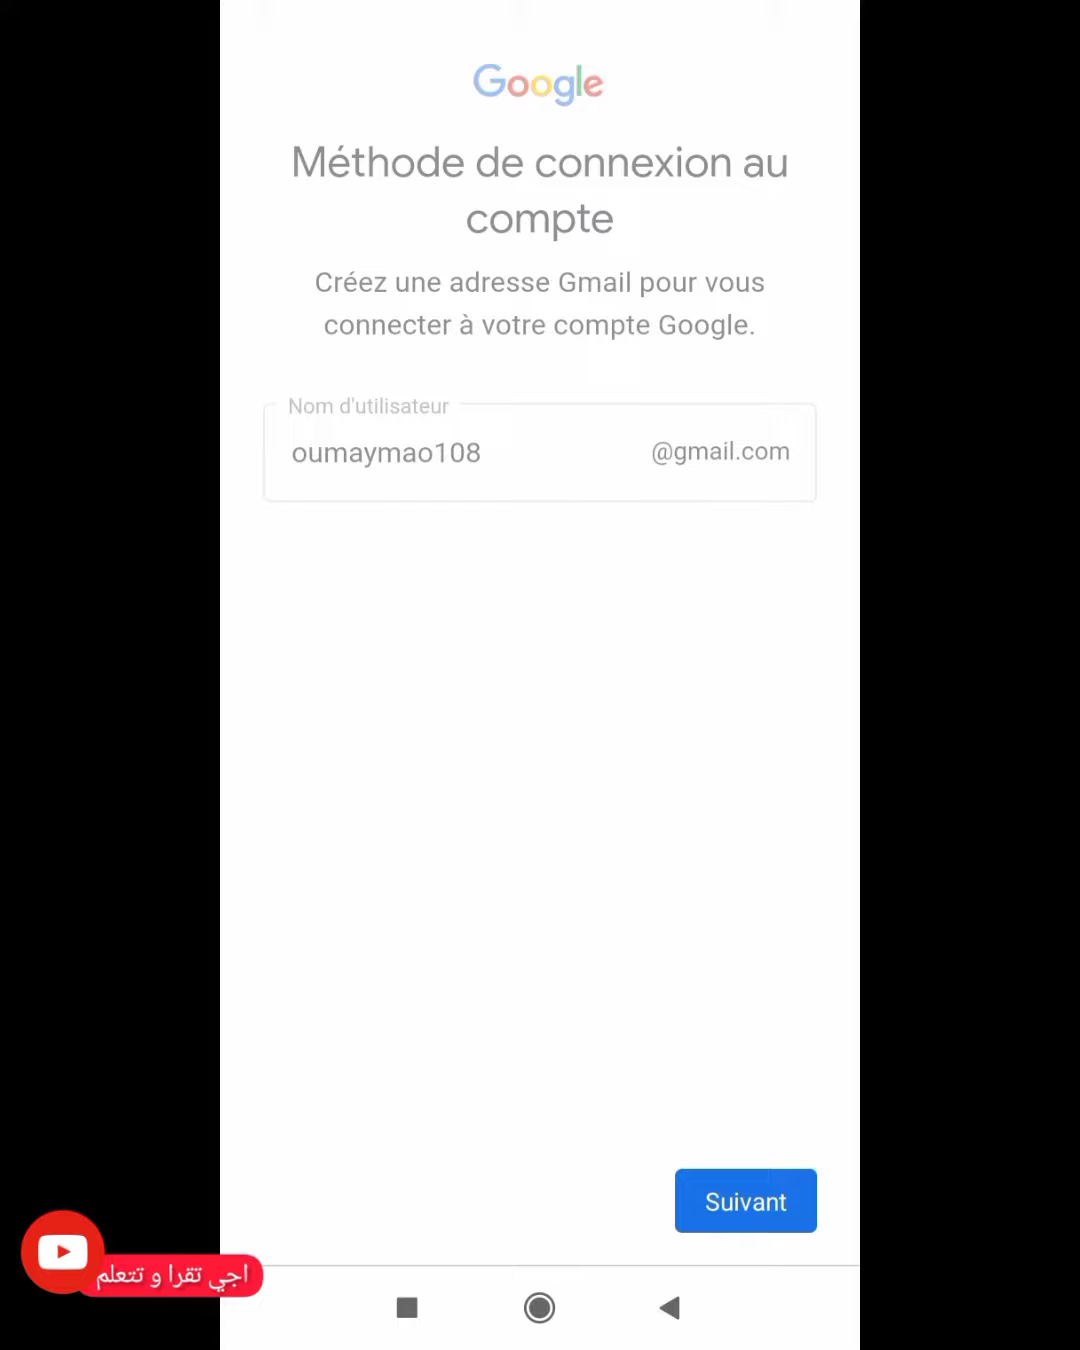 Google
Méthode de connexion au
compte
Créez une adresse Gmail pour vous
connecter à votre compte Google.
Nom d'utilisateur
oumaymao108 @gmail.com
Suivant
اجي تقرا و تتعلم